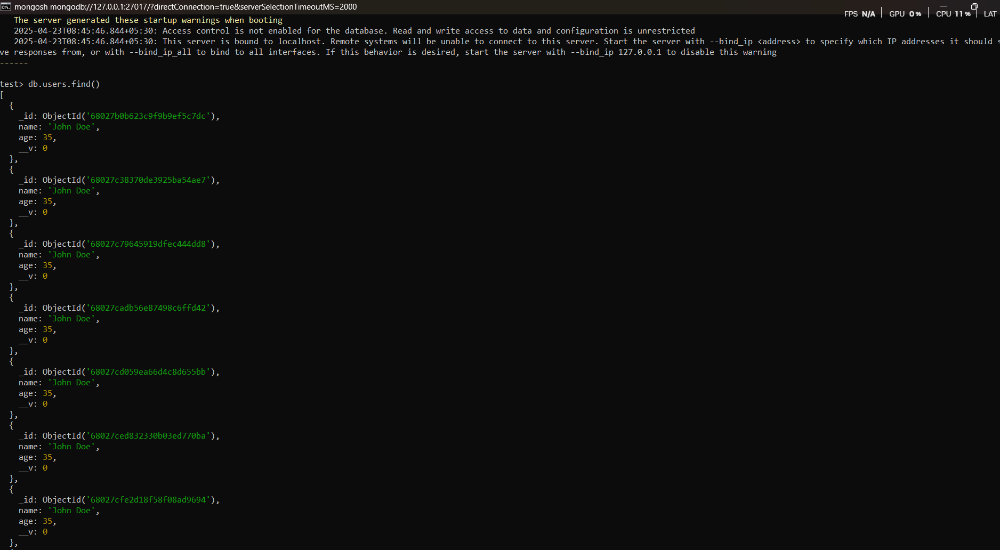 mongosh mongodb://127.0.0.1:27017/?directConnection=true&serverSelectionTimeoutMS=2000
FPS N/A GPU 0% CPU 11% LAT
The server generated these startup warnings when booting
2025-04-23T08:45:46.844+05:30: Access control is not enabled for the database. Read and write access to data and configuration is unrestricted
2025-04-23T08:45:46.844+05:30: This server is bound to localhost. Remote systems will be unable to connect to this server. Start the server with --bind_ip <address> to specify which IP addresses it should s
ve responses from, or with --bind_ip_all to bind to all interfaces. If this behavior is desired, start the server with --bind_ip 127.0.0.1 to disable this warning
------
test> db.users.find()
[
{
_id: ObjectId('68027b0b623c9f9b9ef5c7dc'),
name: 'John Doe',
age: 35,
__v: 0
},
{
_id: ObjectId('68027c38370de3925ba54ae7'),
name: 'John Doe',
age: 35,
__v: 0
},
{
_id: ObjectId('68027c79645919dfec444dd8'),
name: 'John Doe',
age: 35,
__v: 0
},
{
_id: ObjectId('68027cadb56e87498c6ffd42'),
name: 'John Doe',
age: 35,
__v: 0
},
{
_id: ObjectId('68027cd059ea66d4c8d655bb'),
name: 'John Doe',
age: 35,
__v: 0
},
{
_id: ObjectId('68027ced832330b03ed770ba'),
name: 'John Doe',
age: 35,
__v: 0
},
{
_id: ObjectId('68027cfe2d18f58f08ad9694'),
name: 'John Doe',
age: 35,
__v: 0
},